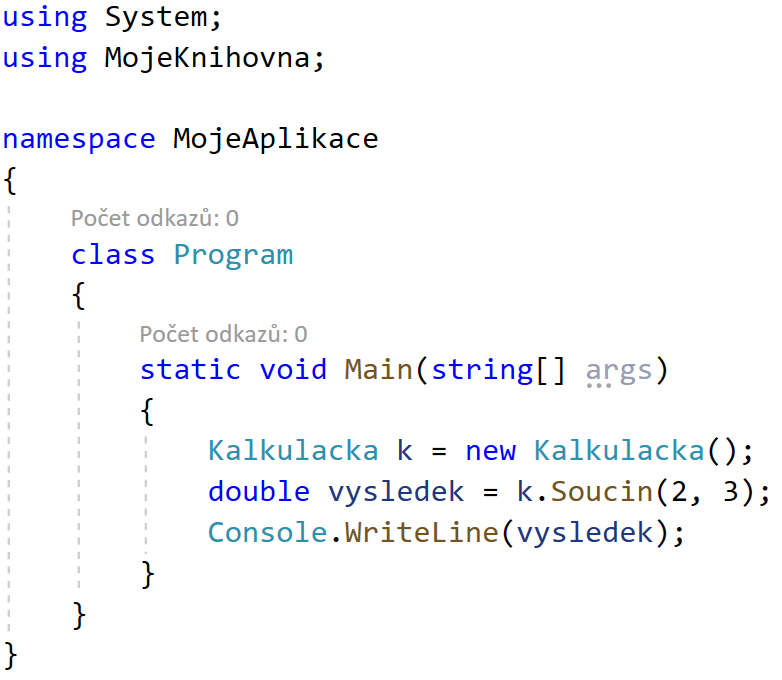 using System;
using MojeKnihovna;

namespace MojeAplikace
{
    Počet odkazů: 0
    class Program
    {
        Počet odkazů: 0
        static void Main(string[] args)
        {
            Kalkulacka k = new Kalkulacka();
            double vysledek = k.Soucin(2, 3);
            Console.WriteLine(vysledek);
        }
    }
}